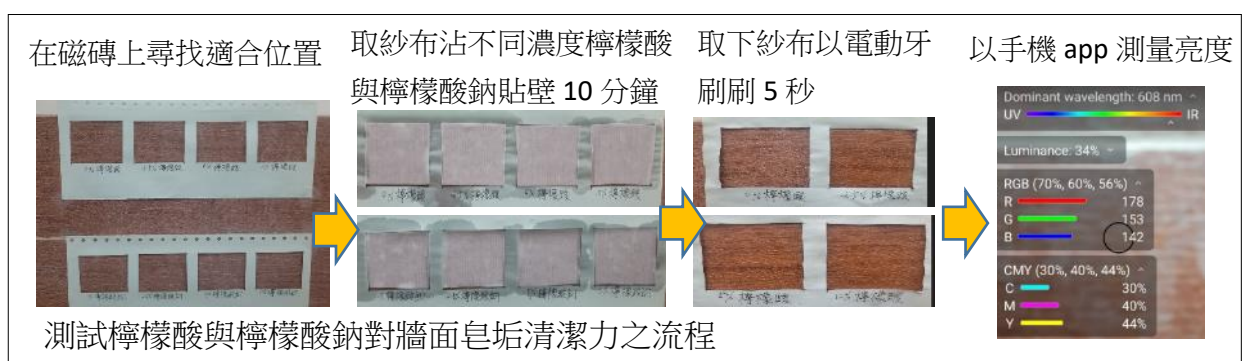 在磁磚上尋找適合位置
取紗布沾不同濃度檸檬酸
與檸檬酸鈉貼壁 10 分鐘
取下紗布以電動牙
刷刷 5 秒
以手機 app 測量亮度
Dominant wavelength: 608 nm
UV IR
Luminance: 34%
RGB (70%, 60%, 56%)
R 178
G 153
B 142
CMY (30%, 40%, 44%)
C 30%
M 40%
Y 44%
測試檸檬酸與檸檬酸鈉對牆面皂垢清潔力之流程